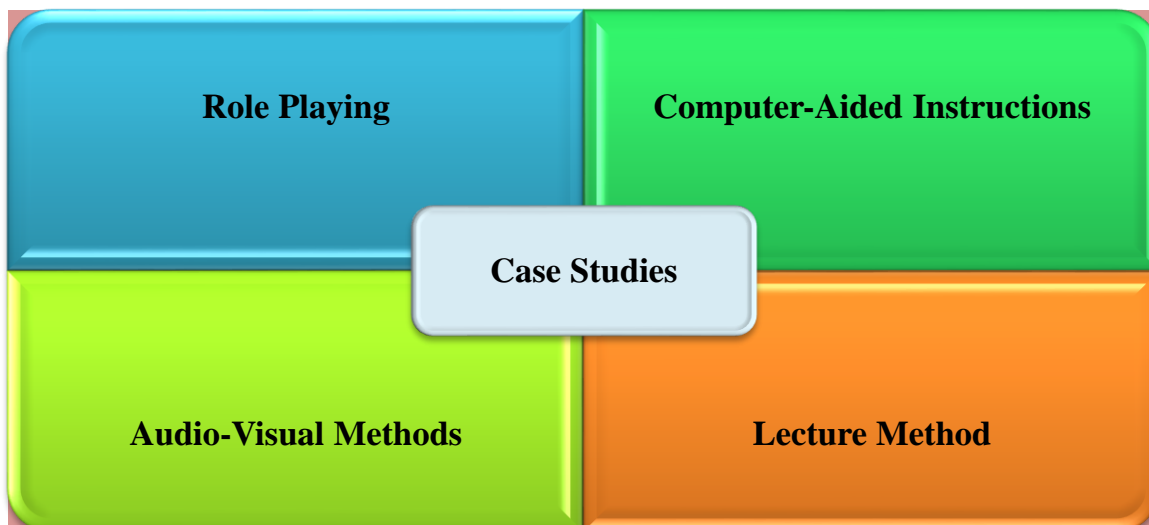 Role Playing
Computer-Aided Instructions
Case Studies
Audio-Visual Methods
Lecture Method